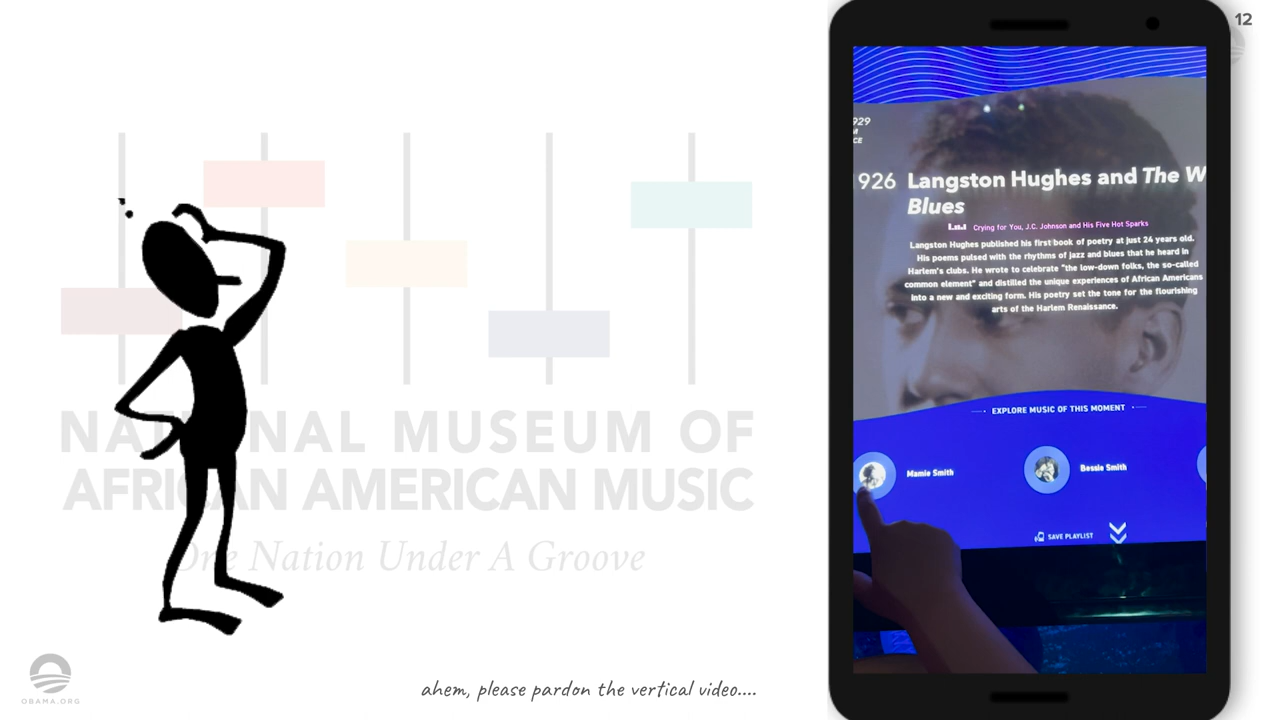 12
929
M
CE
926 Langston Hughes and The W
Blues
Crying for You, J.C. Johnson and His Five Hot Sparks
Langston Hughes published his first book of poetry at just 24 years old.
His poems pulsed with the rhythms of jazz and blues that he heard in
Harlem's clubs. He wrote to celebrate "the low-down folks, the so-called
common element" and distilled the unique experiences of African Americans
into a new and exciting form. His poetry set the tone for the flourishing
arts of the Harlem Renaissance.
EXPLORE MUSIC OF THIS MOMENT
Mamie Smith
Bessie Smith
SAVE PLAYLIST
NATIONAL MUSEUM OF
AFRICAN AMERICAN MUSIC
One Nation Under A Groove
ahem, please pardon the vertical video....
OBAMA.ORG